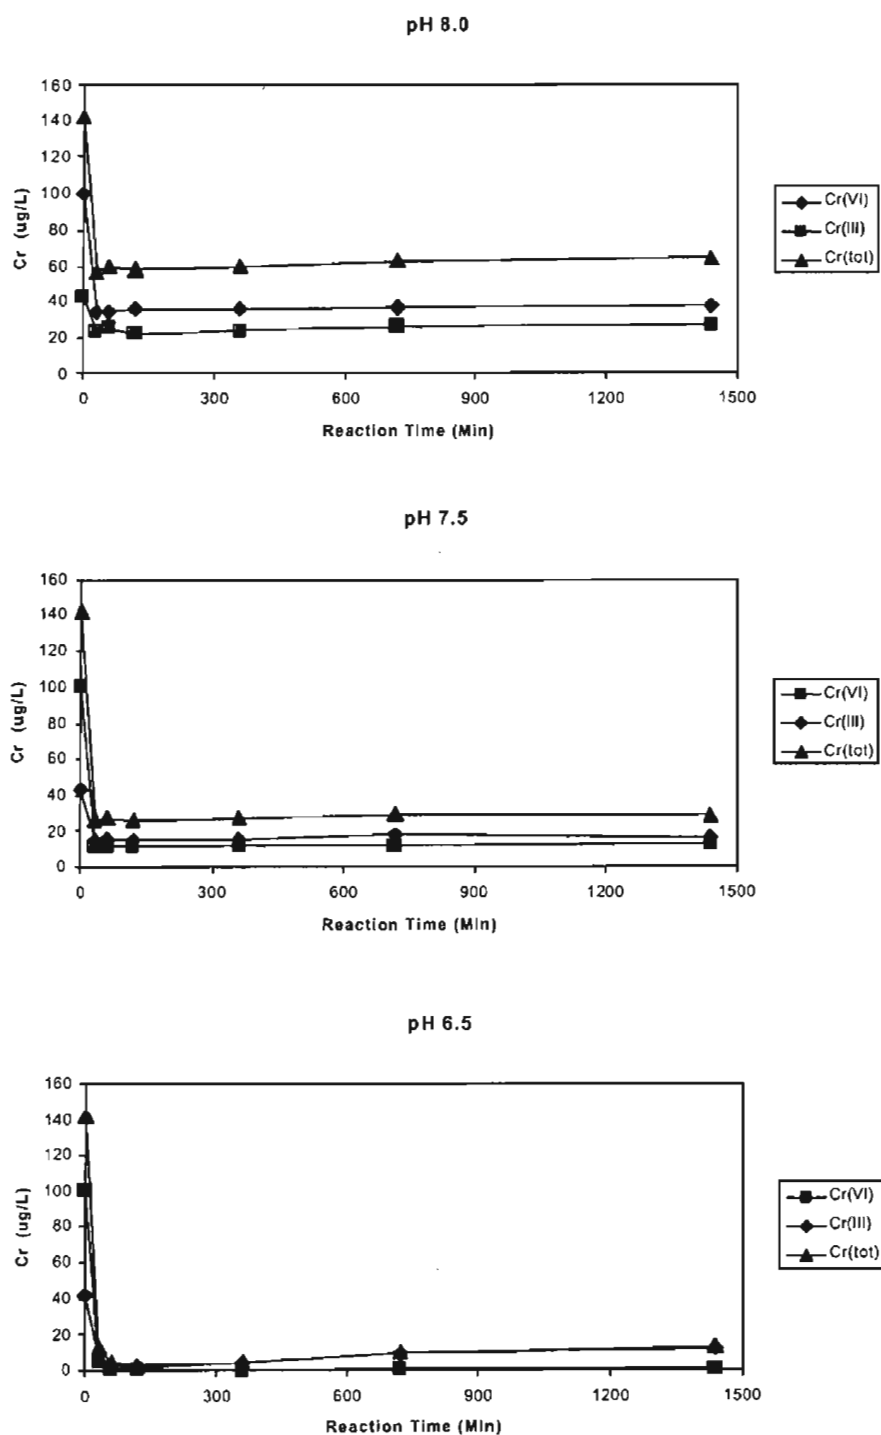 pH 8.0
160
140
120
100
80
60
40
20
0
Cr (ug/L)
0 300 600 900 1200 1500
Reaction Time (Min)
Cr(VI)
Cr(III)
Cr(tot)
pH 7.5
160
140
120
100
80
60
40
20
0
Cr (ug/L)
0 300 600 900 1200 1500
Reaction Time (Min)
Cr(VI)
Cr(III)
Cr(tot)
pH 6.5
160
140
120
100
80
60
40
20
0
Cr (ug/L)
0 300 600 900 1200 1500
Reaction Time (Min)
Cr(VI)
Cr(III)
Cr(tot)